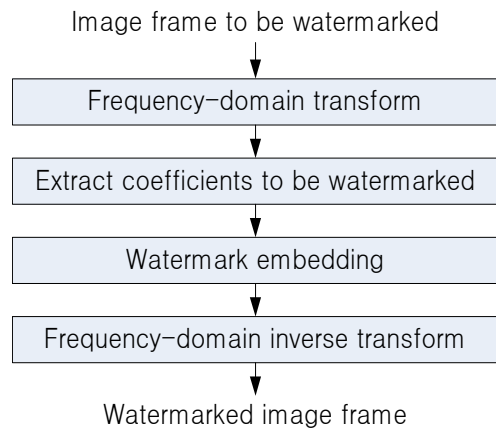 Image frame to be watermarked
Frequency-domain transform
Extract coefficients to be watermarked
Watermark embedding
Frequency-domain inverse transform
Watermarked image frame